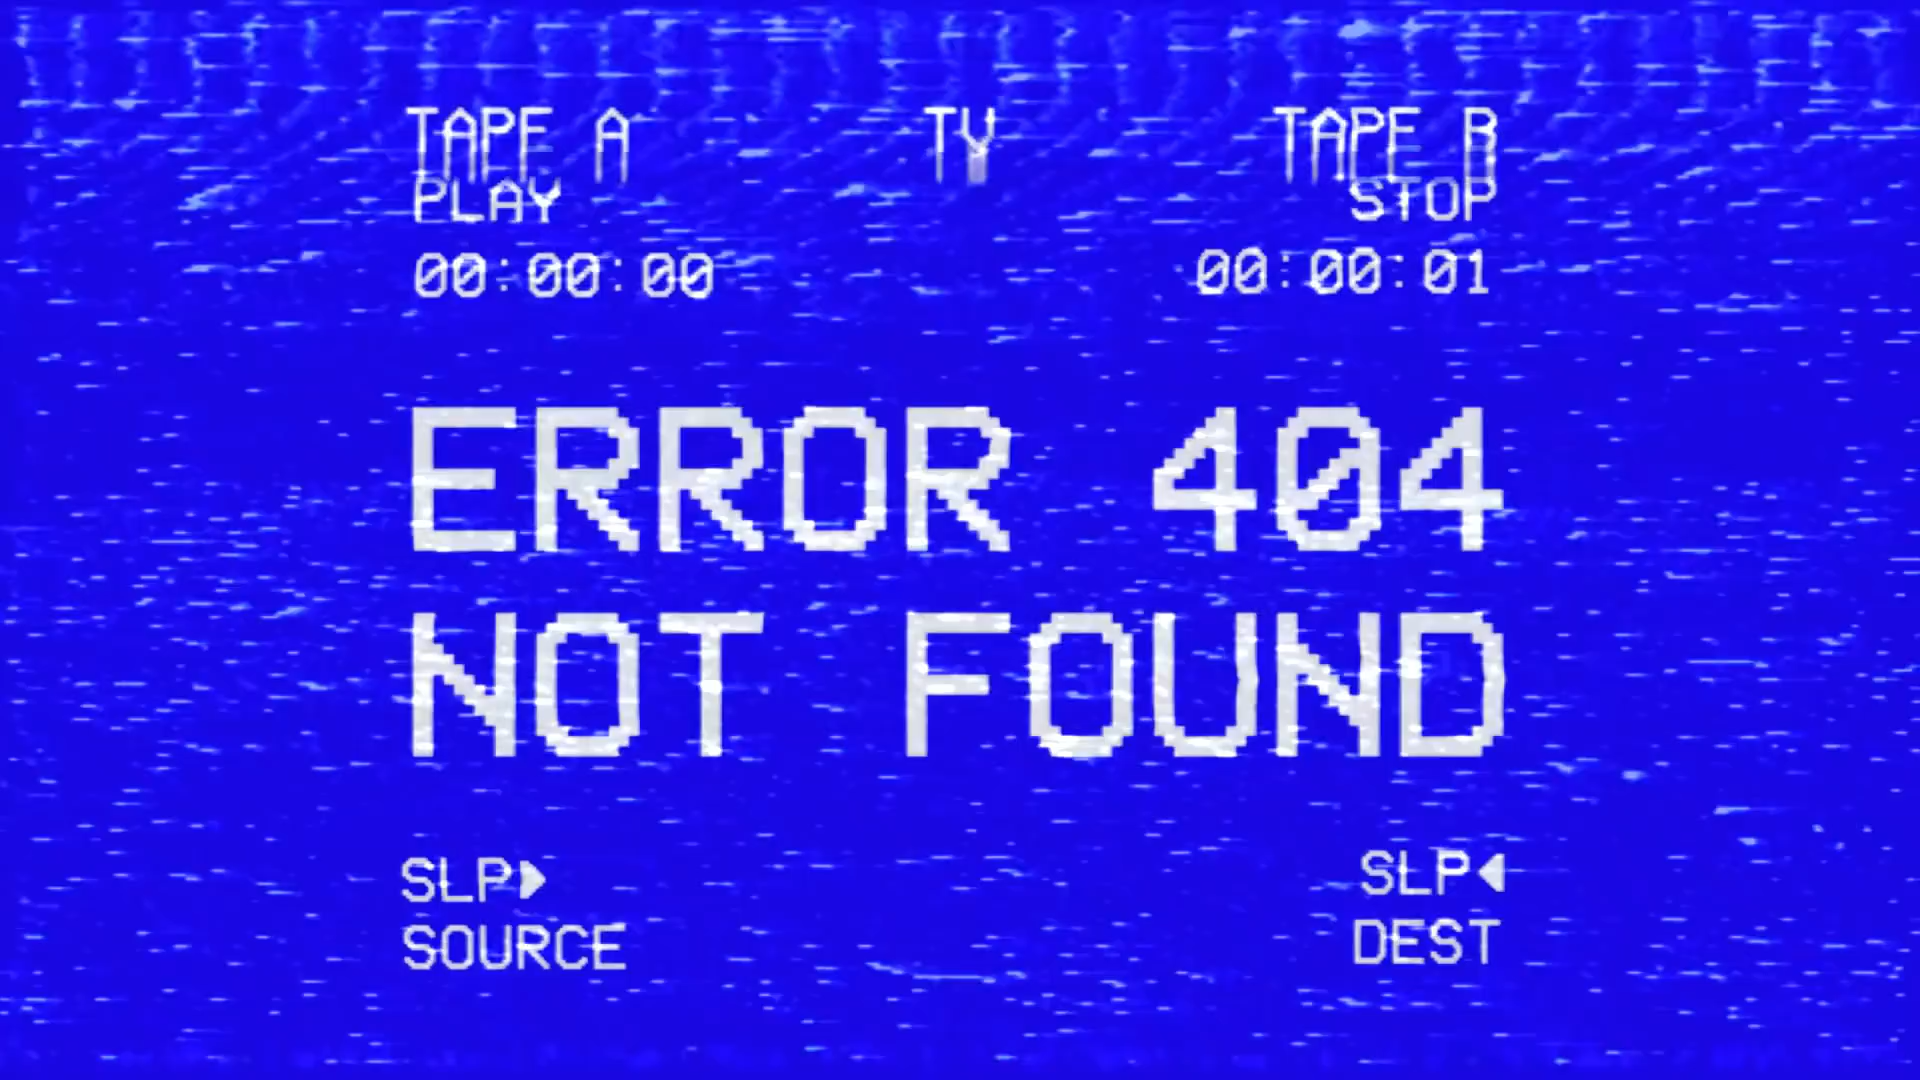 TAPE A TV TAPE B
PLAY STOP
00:00:00 00:00:01
ERROR 404
NOT FOUND
SLP▶ SLP◀
SOURCE DEST